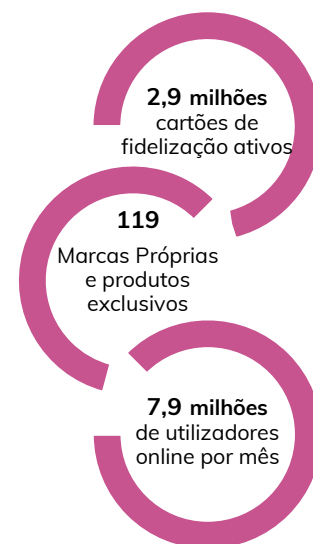 2,9 milhões
cartões de
fidelização ativos
119
Marcas Próprias
e produtos
exclusivos
7,9 milhões
de utilizadores
online por mês